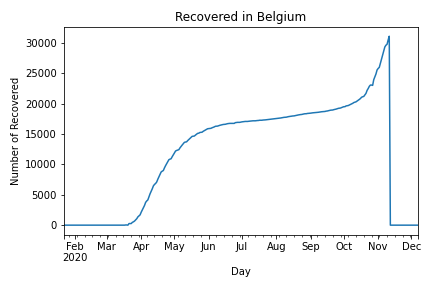 Recovered in Belgium
Number of Recovered
30000
25000
20000
15000
10000
5000
0
Feb Mar Apr May Jun Jul Aug Sep Oct Nov Dec
2020
Day